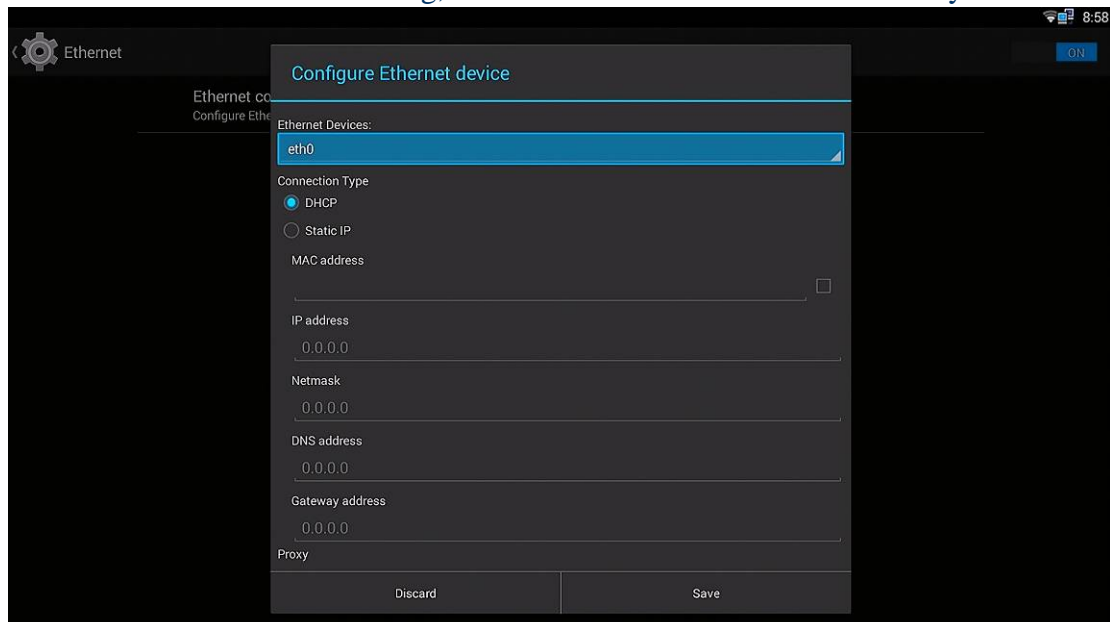 8:58
Ethernet
ON
Configure Ethernet device
Ethernet co
Configure Ethe
Ethernet Devices:
eth0
Connection Type
DHCP
Static IP
MAC address
IP address
0.0.0.0
Netmask
0.0.0.0
DNS address
0.0.0.0
Gateway address
0.0.0.0
Proxy
Discard
Save